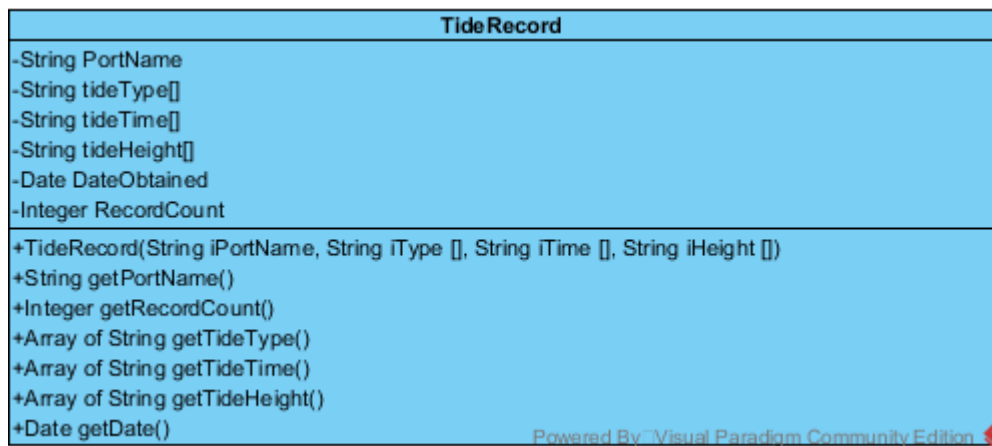 TideRecord
-String PortName
-String tideType[]
-String tideTime[]
-String tideHeight[]
-Date DateObtained
-Integer RecordCount
+TideRecord(String iPortName, String iType [], String iTime [], String iHeight [])
+String getPortName()
+Integer getRecordCount()
+Array of String getTideType()
+Array of String getTideTime()
+Array of String getTideHeight()
+Date getDate()
Powered By Visual Paradigm Community Edition